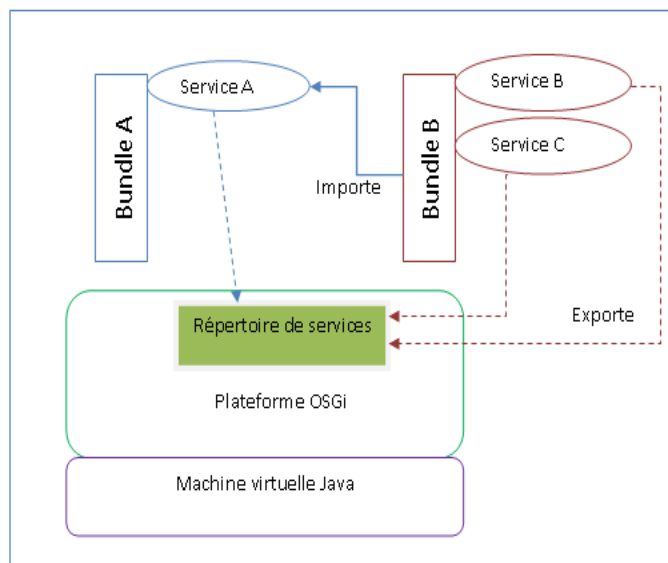 Service A
Service B
Bundle A
Bundle B
Service C
Importe
Répertoire de services
Exporte
Plateforme OSGi
Machine virtuelle Java